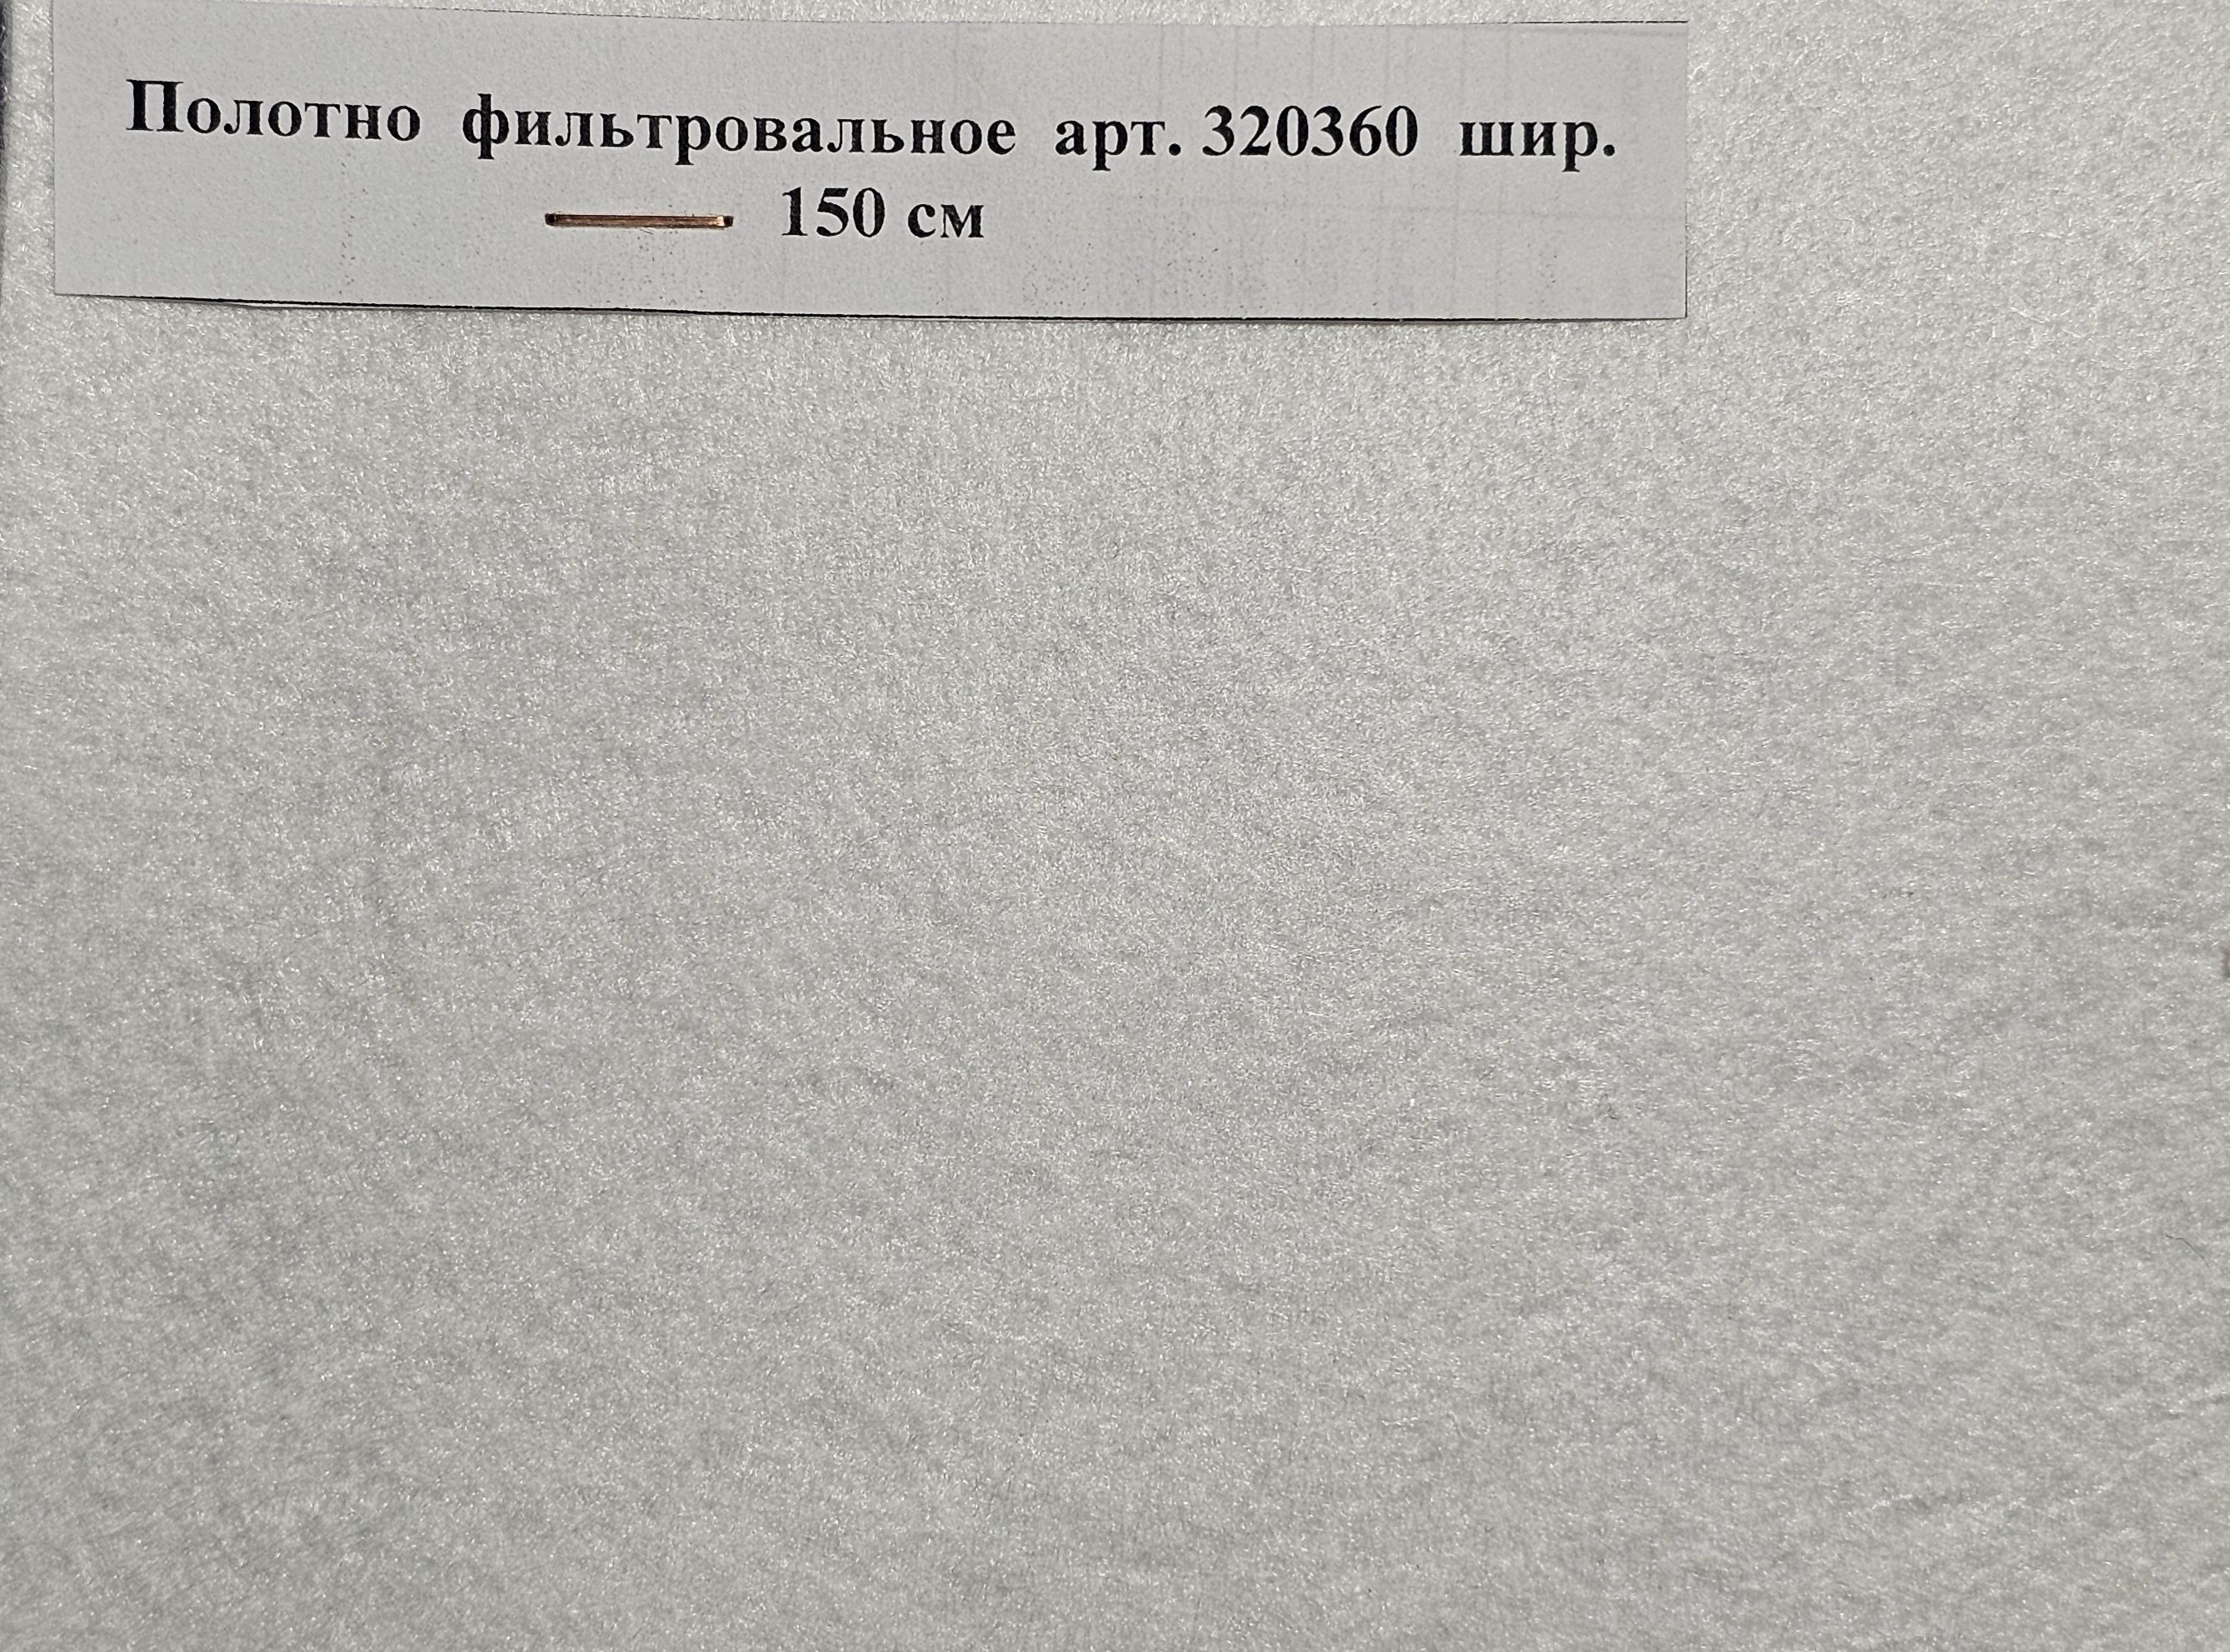 Полотно фильтровальное арт. 320360 шир.
150 см